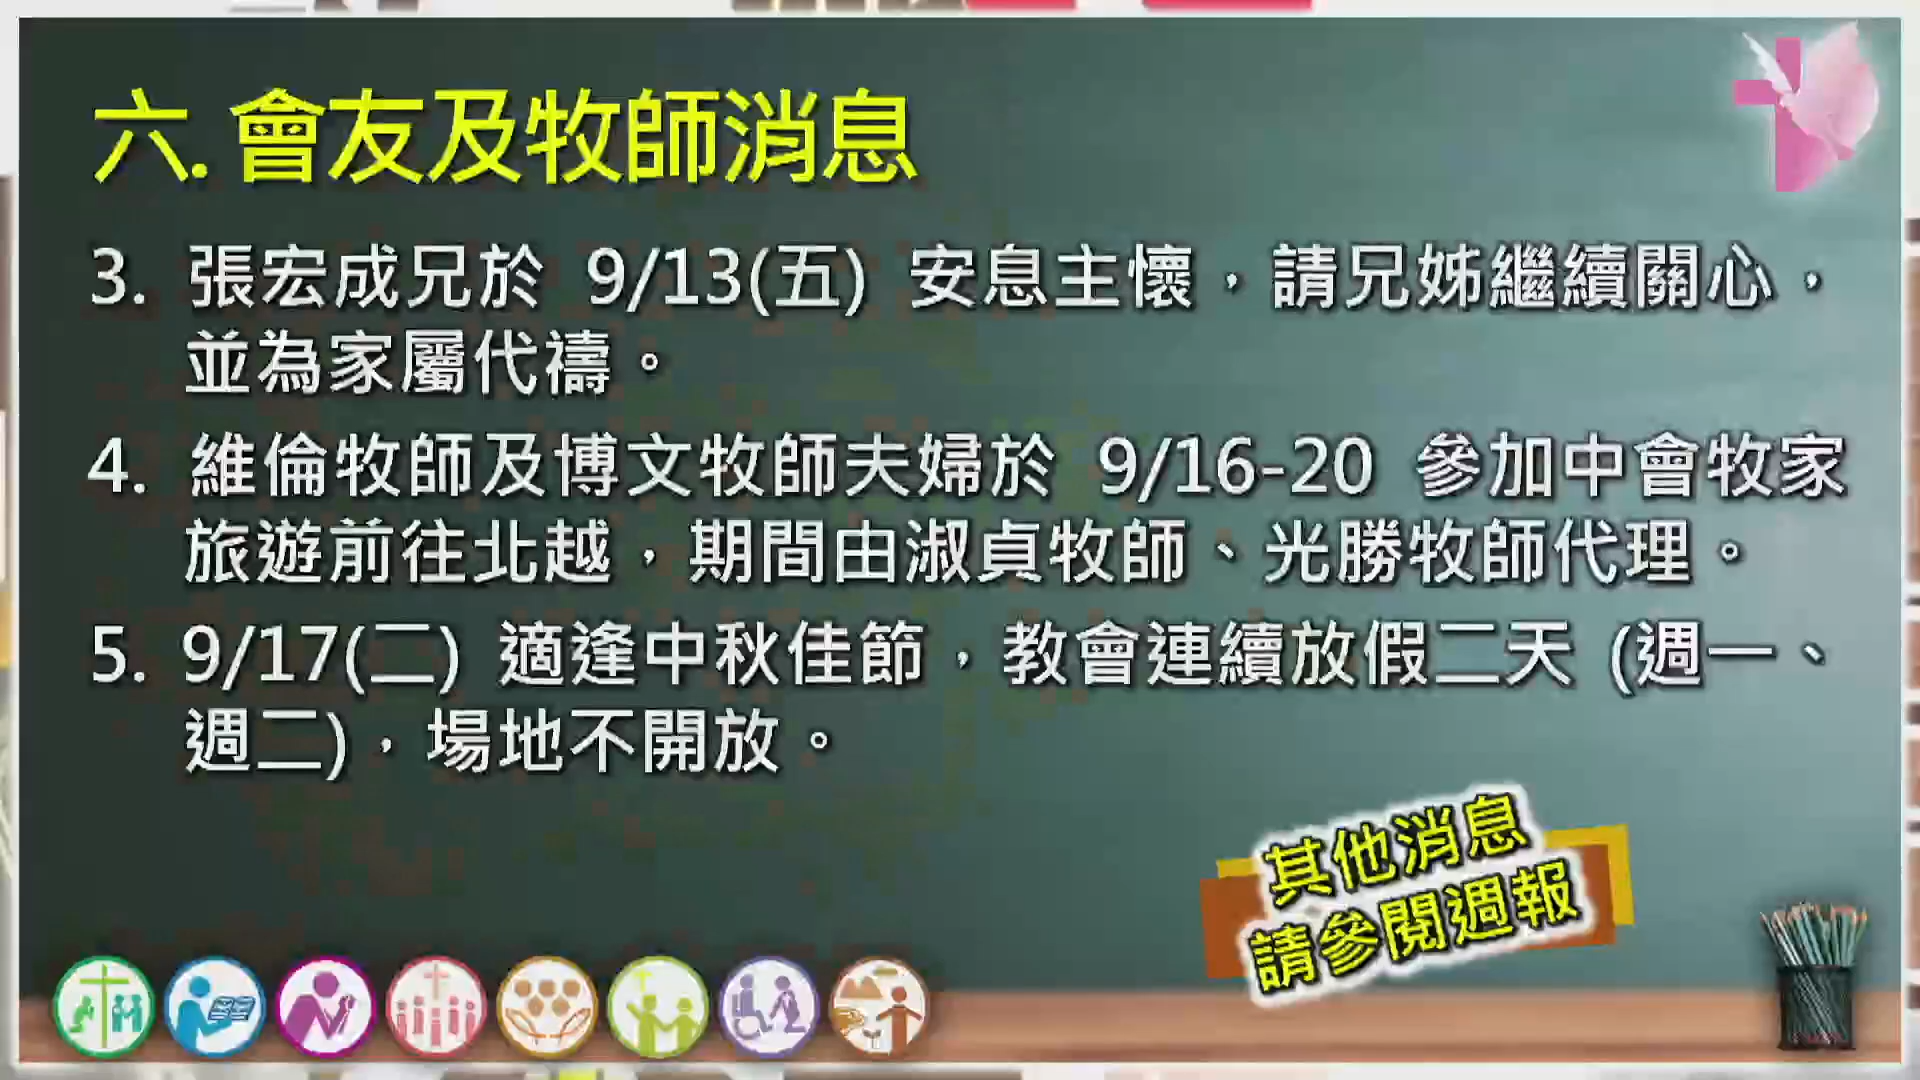 六. 會友及牧師消息
3. 張宏成兄於 9/13(五) 安息主懷，請兄姊繼續關心，
並為家屬代禱。
4. 維倫牧師及博文牧師夫婦於 9/16-20 參加中會牧家
旅遊前往北越，期間由淑貞牧師、光勝牧師代理。
5. 9/17(二) 適逢中秋佳節，教會連續放假二天 (週一、
週二)，場地不開放。
其他消息
請參閱週報